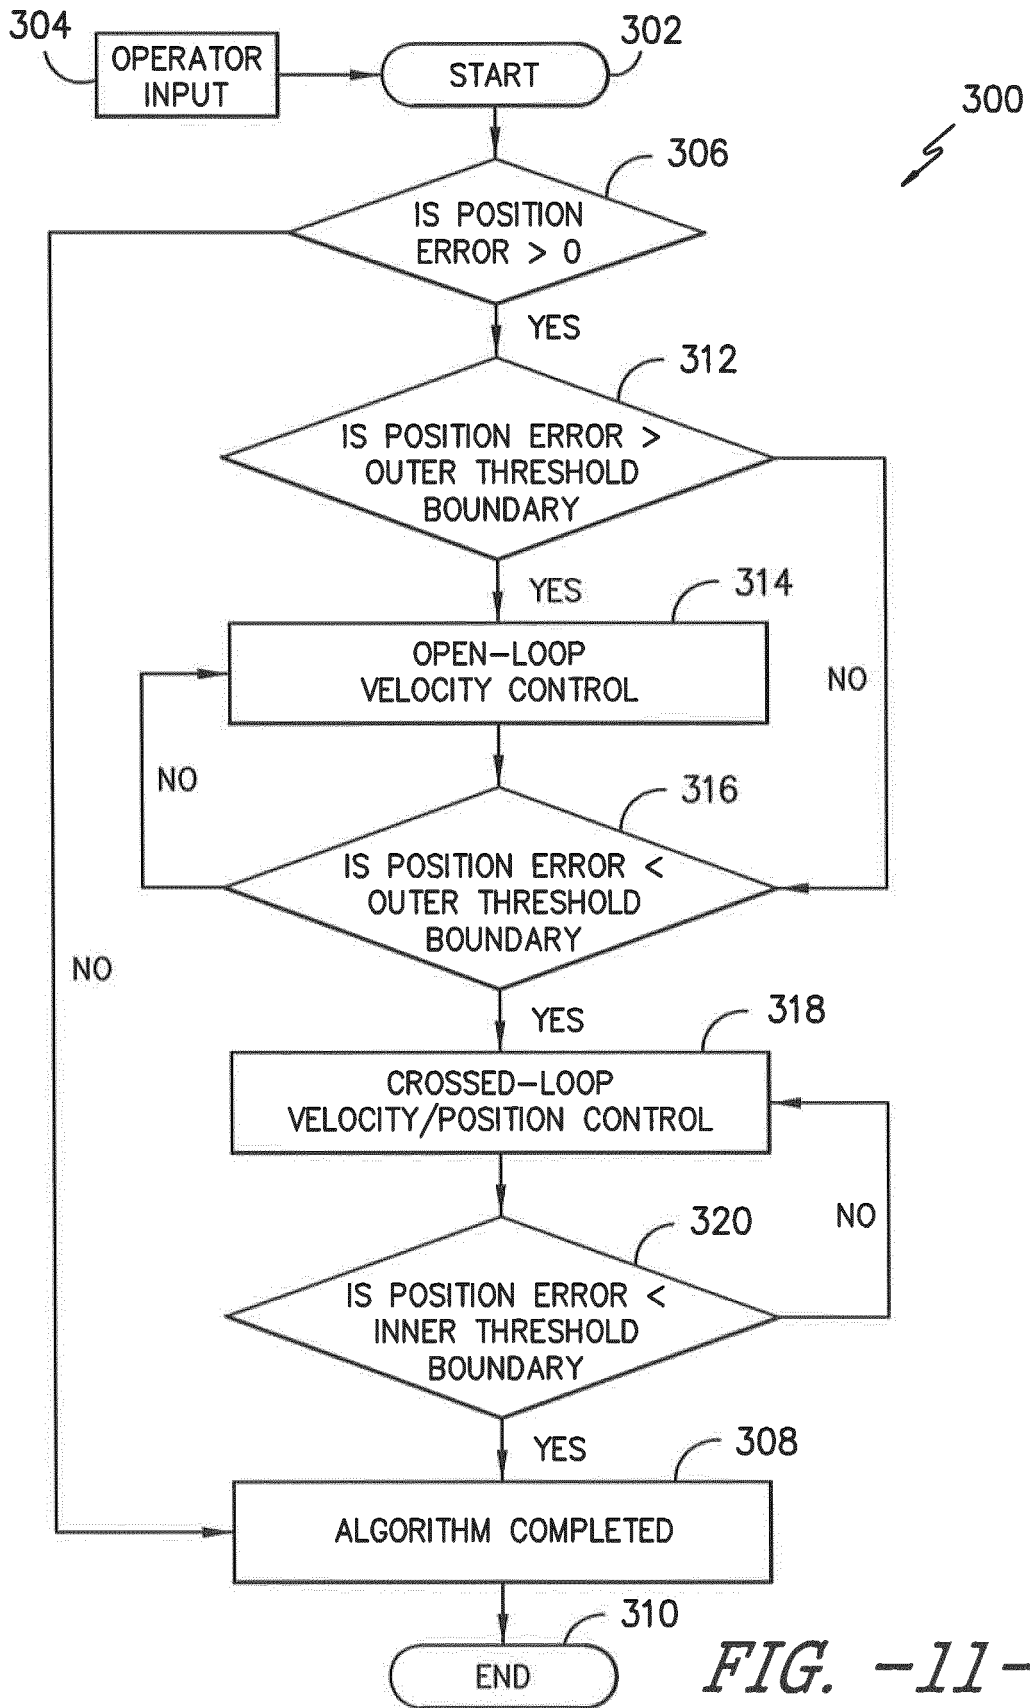 304
OPERATOR
INPUT
START
302
300
306
IS POSITION
ERROR > 0
YES
312
IS POSITION ERROR >
OUTER THRESHOLD
BOUNDARY
YES
314
OPEN-LOOP
VELOCITY CONTROL
NO
NO
316
IS POSITION ERROR <
OUTER THRESHOLD
BOUNDARY
NO
YES
318
CROSSED-LOOP
VELOCITY/POSITION CONTROL
320
NO
IS POSITION ERROR <
INNER THRESHOLD
BOUNDARY
YES
308
ALGORITHM COMPLETED
310
END
FIG. -11-